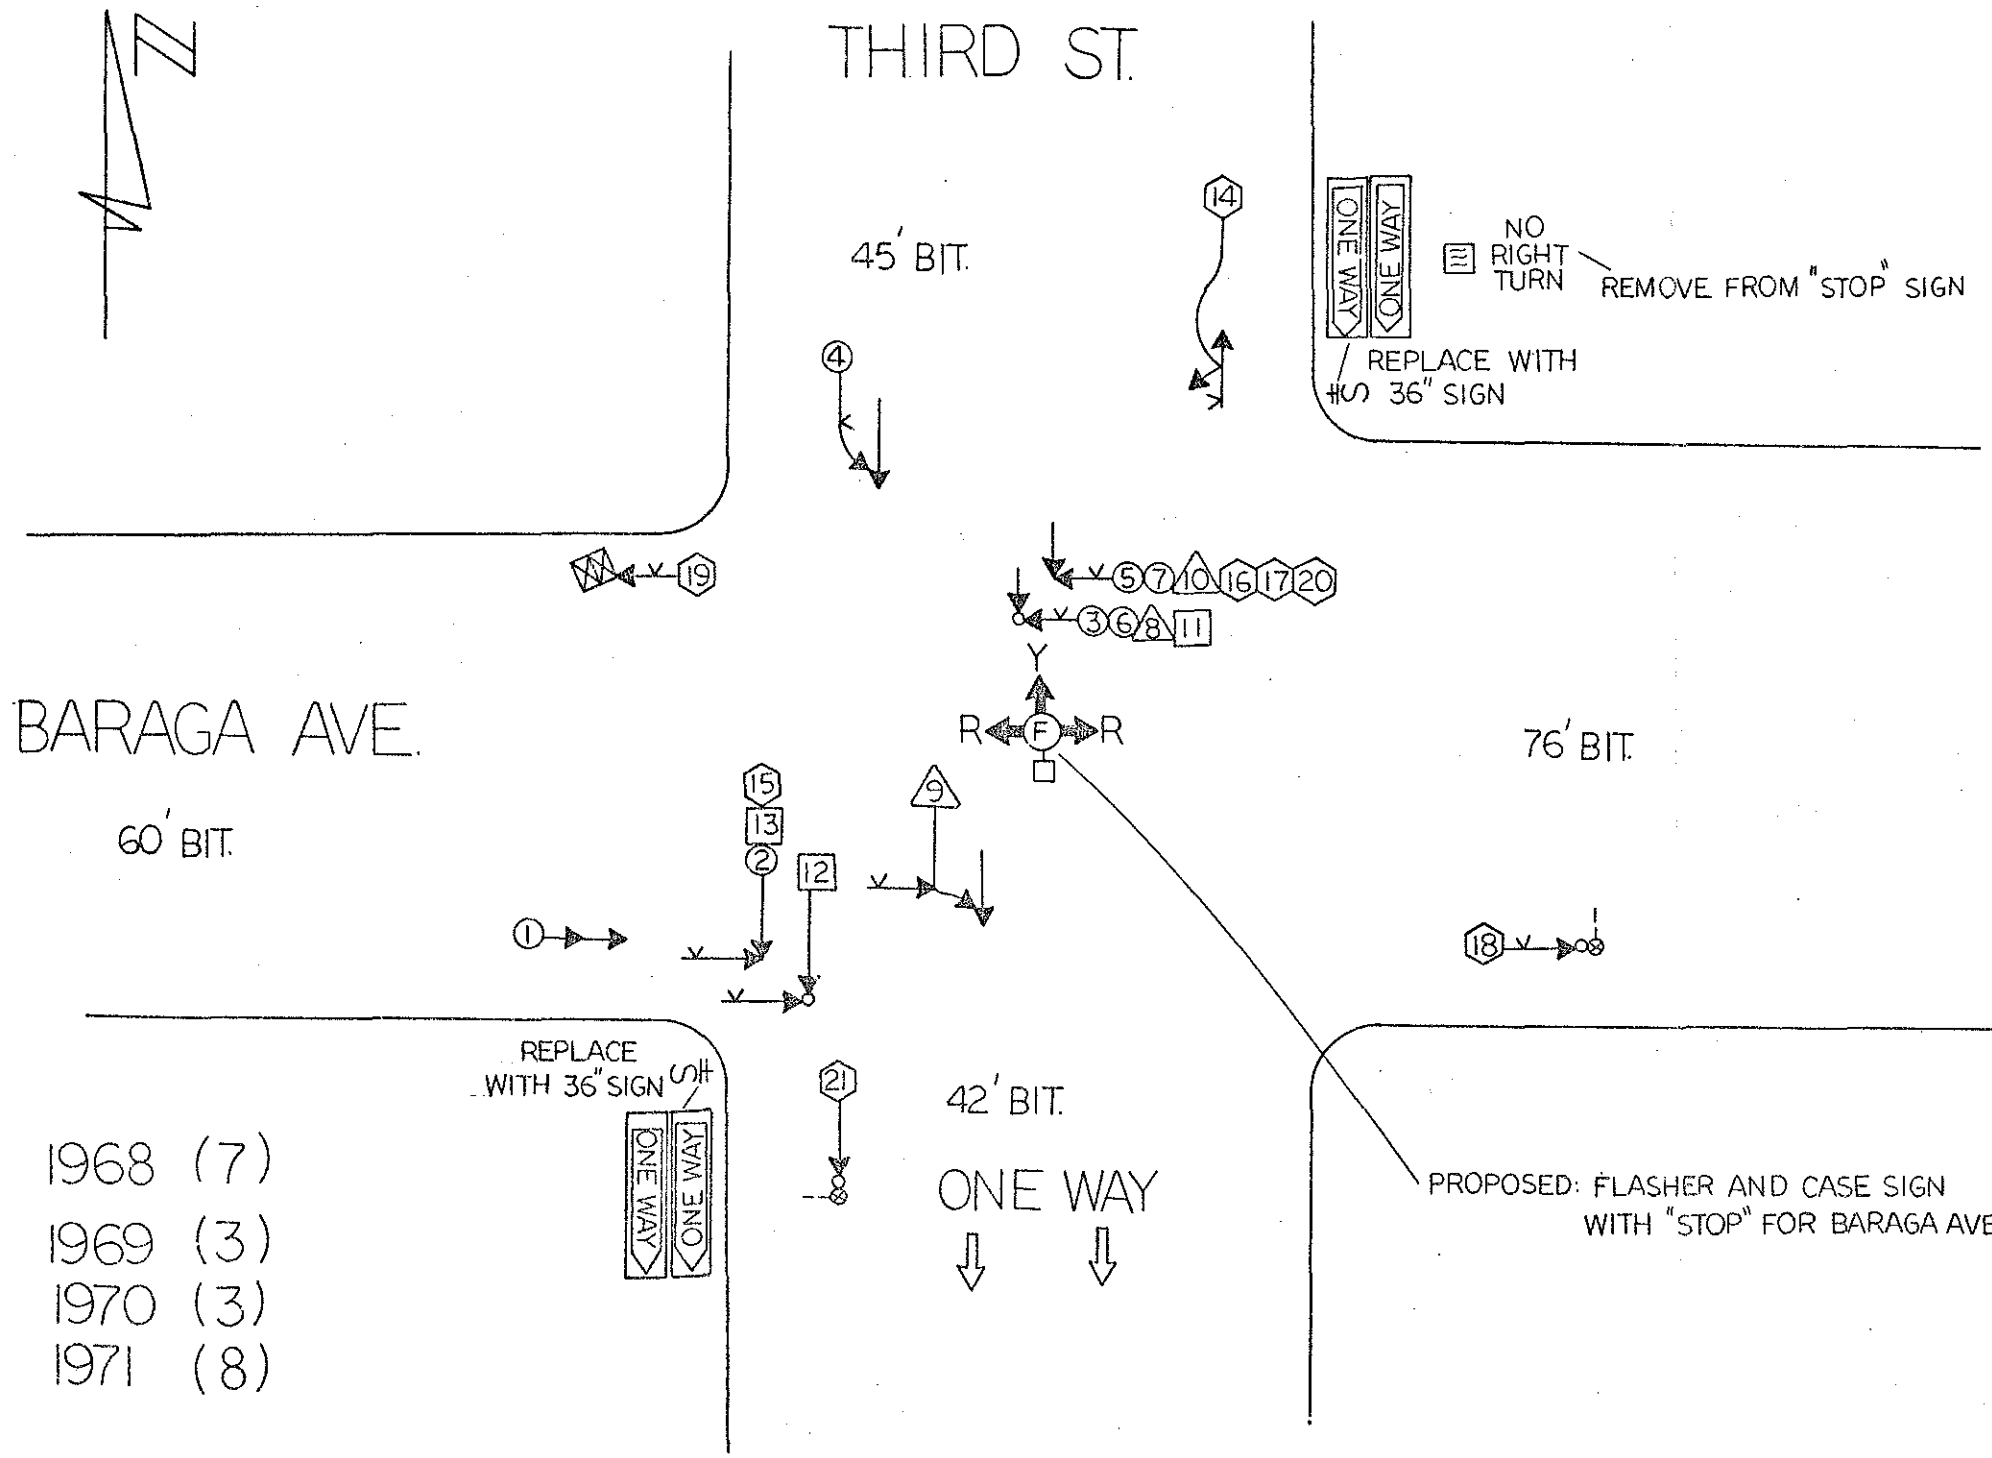 N
THIRD ST.
14
ONE WAY
ONE WAY
NO
RIGHT
TURN
REMOVE FROM "STOP" SIGN
45' BIT.
4
REPLACE WITH
36" SIGN
#S
19
5 7 10 16 17 20
3 6 8 11
Y
R F R
BARAGA AVE.
76' BIT.
60' BIT.
15
13
2
12
9
1
18
REPLACE
WITH 36" SIGN
S#
21
42' BIT.
ONE WAY
ONE WAY
ONE WAY
PROPOSED: FLASHER AND CASE SIGN
WITH "STOP" FOR BARAGA AVE
1968 (7)
1969 (3)
1970 (3)
1971 (8)